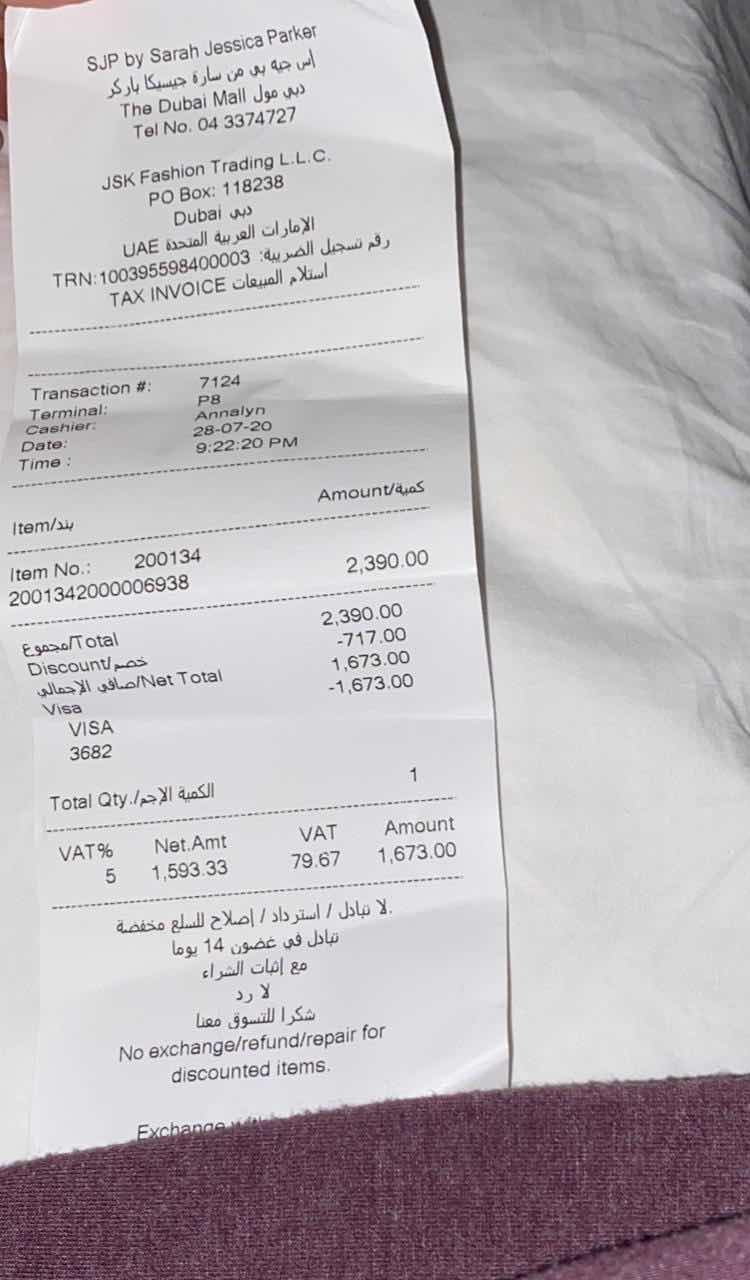 SJP by Sarah Jessica Parker
أس جيه بي من سارة جيسيكا باركر
The Dubai Mall دبي مول
Tel No. 04 3374727
JSK Fashion Trading L.L.C.
PO Box: 118238
Dubai دبي
UAE الإمارات العربية المتحدة
TRN:100395598400003 رقم تسجيل الضريبة:
TAX INVOICE استلام المبيعات
Transaction #: 7124
Terminal: P8
Cashier: Annalyn
Date: 28-07-20
Time : 9:22:20 PM
Item/بند Amount/كمية
Item No.: 200134
2001342000006938 2,390.00
مجموع/Total 2,390.00
Discount/خصم -717.00
صافي الإجمالي/Net Total 1,673.00
Visa -1,673.00
VISA
3682
Total Qty./الكمية الإجم 1
VAT% Net.Amt VAT Amount
5 1,593.33 79.67 1,673.00
لا تبادل / استرداد / إصلاح للسلع مخفضة.
تبادل في غضون 14 يوما
مع إثبات الشراء
لا رد
شكرا للتسوق معنا
No exchange/refund/repair for
discounted items.
Exchange